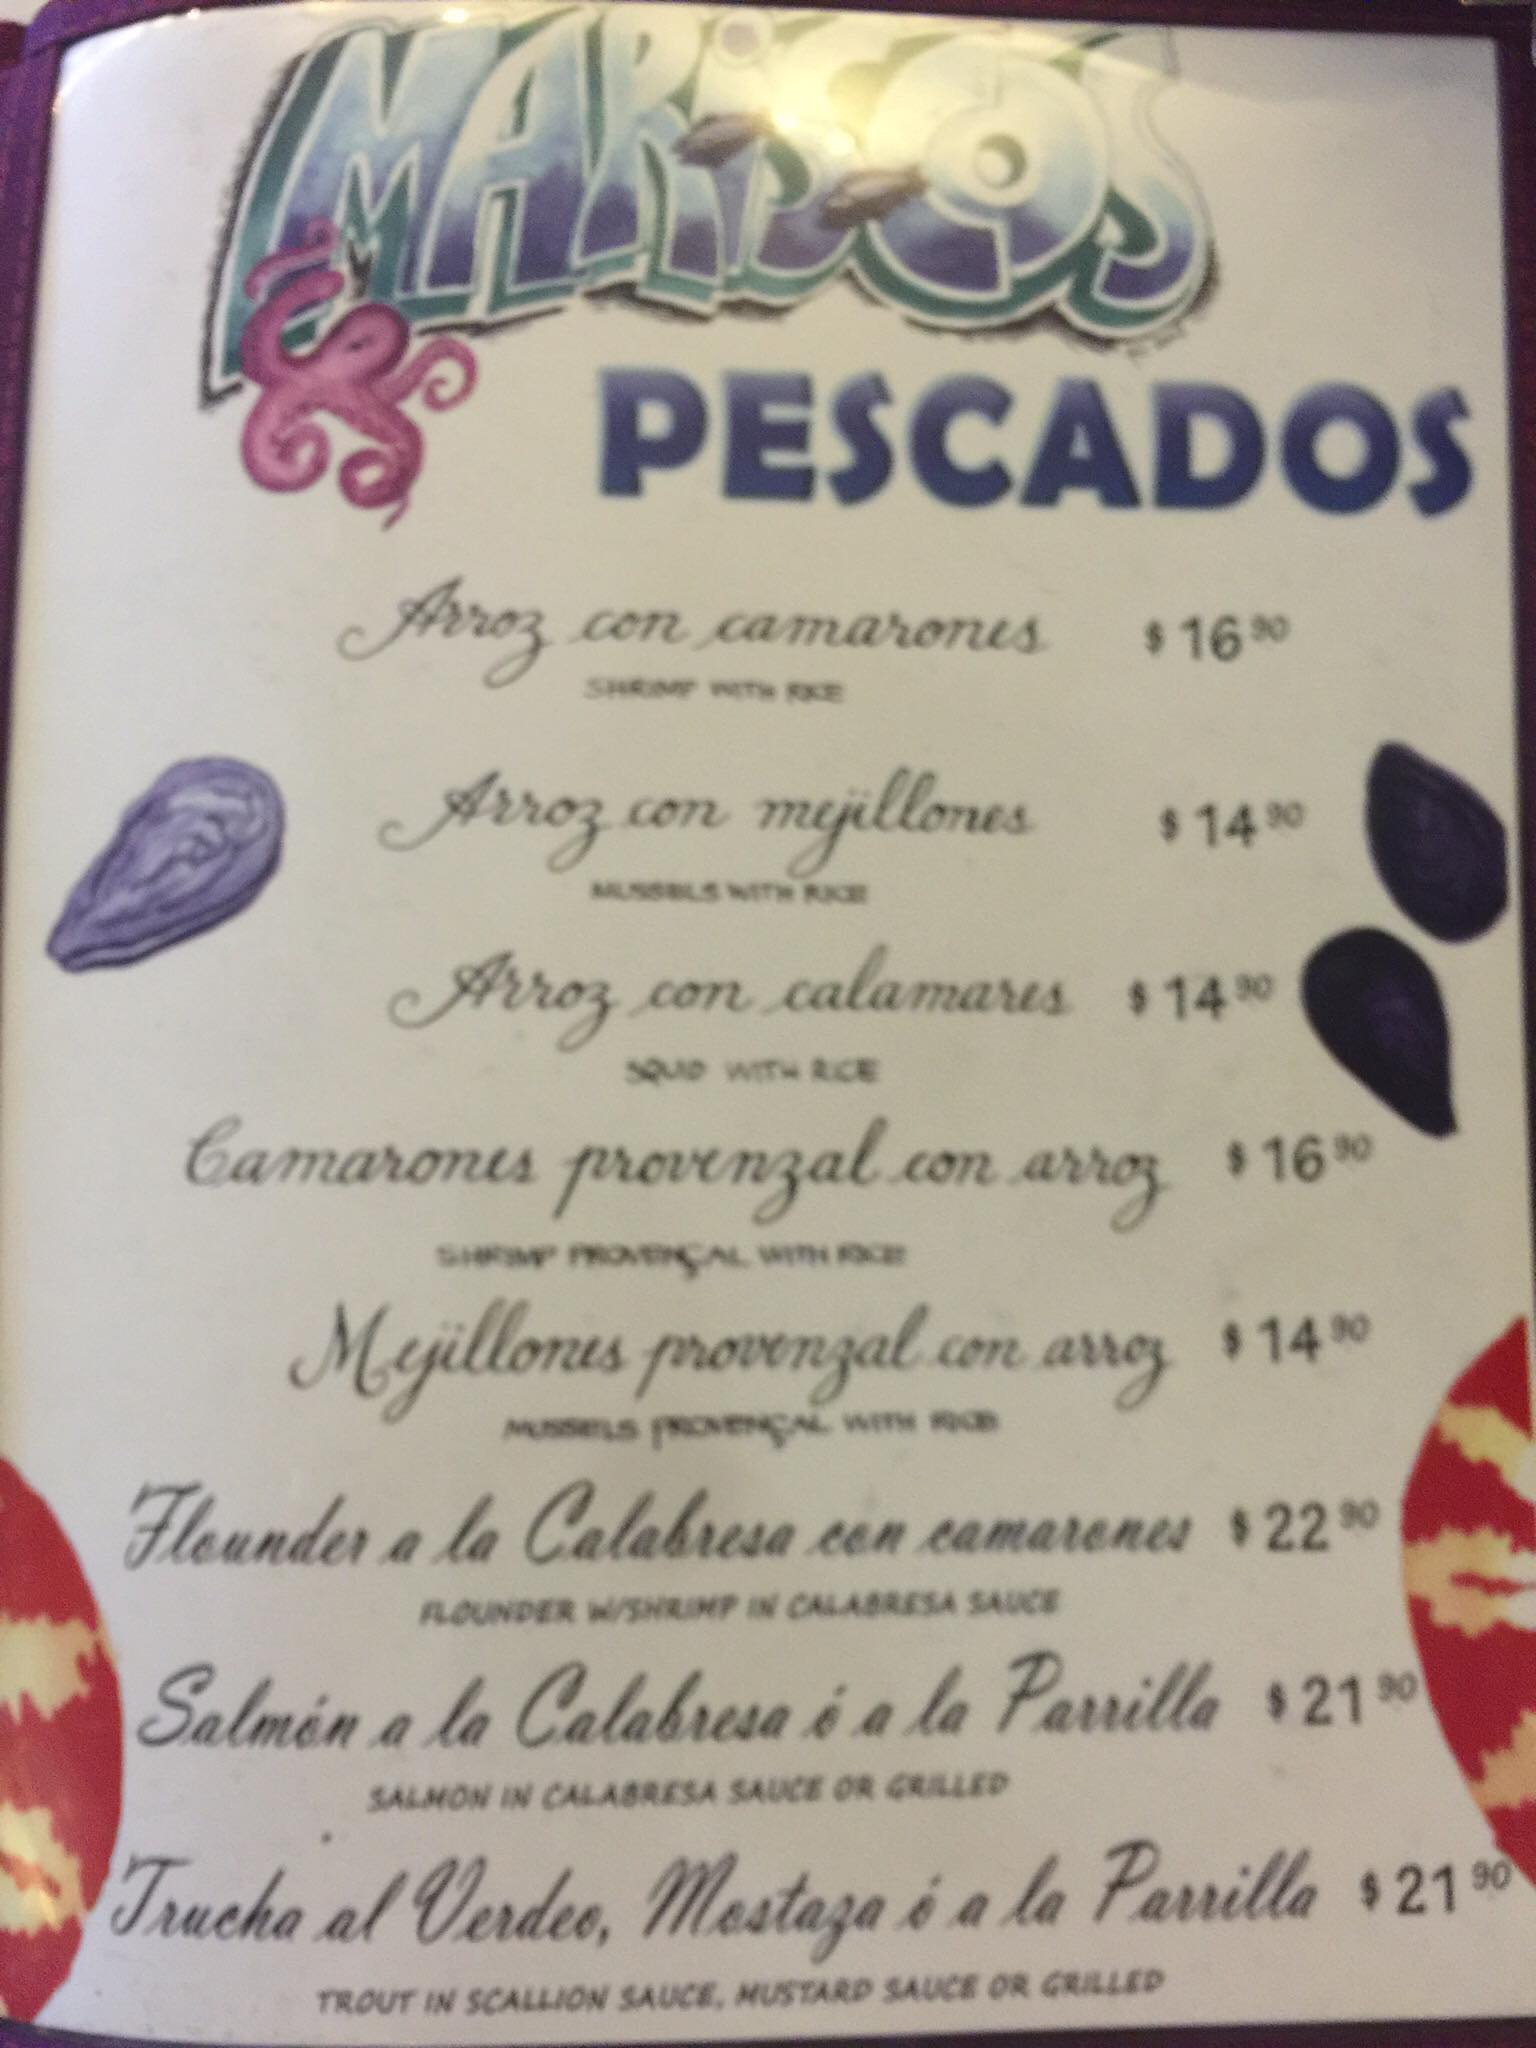 MARISCOS
PESCADOS
Arroz con camarones $16.90
SHRIMP WITH RICE
Arroz con mejillones $14.90
MUSSELS WITH RICE
Arroz con calamares $14.90
SQUID WITH RICE
Camarones provenzal con arroz $16.90
SHRIMP PROVENÇAL WITH RICE
Mejillones provenzal con arroz $14.90
MUSSELS PROVENÇAL WITH RICE
Flounder a la Calabresa con camarones $22.90
FLOUNDER W/SHRIMP IN CALABRESA SAUCE
Salmón a la Calabresa ó a la Parrilla $21.90
SALMON IN CALABRESA SAUCE OR GRILLED
Trucha al Verdeo, Mostaza ó a la Parrilla $21.90
TROUT IN SCALLION SAUCE, MUSTARD SAUCE OR GRILLED